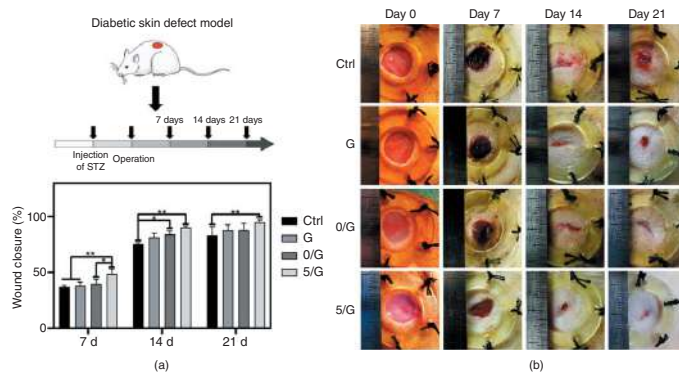 (a)
Diabetic skin defect model
7 days
14 days
21 days
Injection
of STZ
Operation
Wound closure (%)
100
50
0
**
*
**
*
**
**
7 d
14 d
21 d
Ctrl
G
0/G
5/G
(a)
(b)
Day 0
Day 7
Day 14
Day 21
Ctrl
G
0/G
5/G
(b)